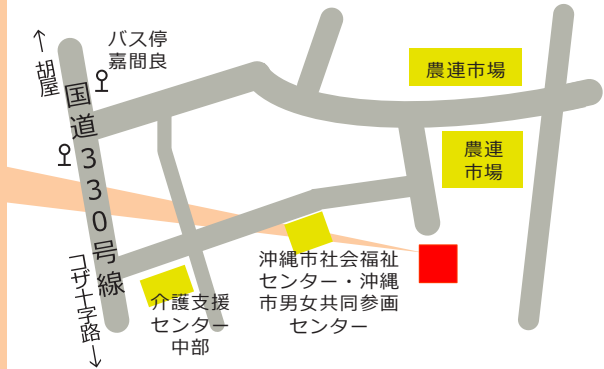 ↑胡屋
バス停
嘉間良
国道330号線
コザ十字路→
農連市場
農連
市場
沖縄市社会福祉
センター・沖縄
市男女共同参画
センター
介護支援
センター
中部